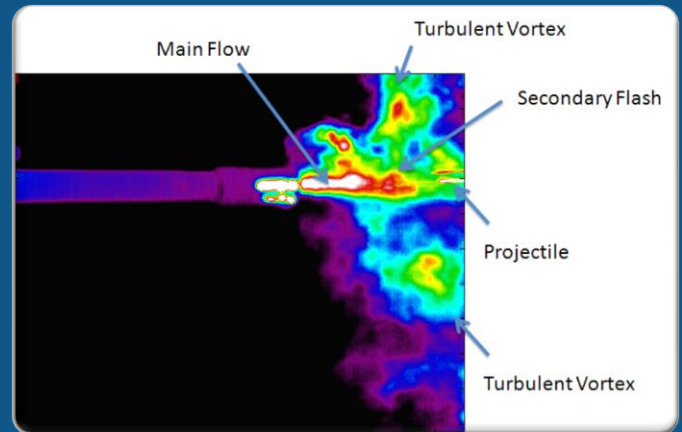 Turbulent Vortex
Main Flow
Secondary Flash
Projectile
Turbulent Vortex